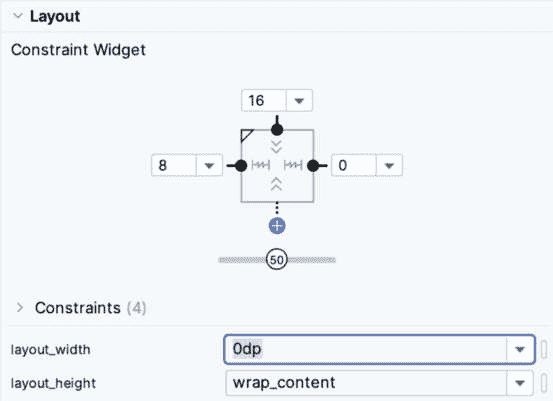 Layout
Constraint Widget
16
8
0
50
Constraints (4)
layout_width
0dp
layout_height
wrap_content